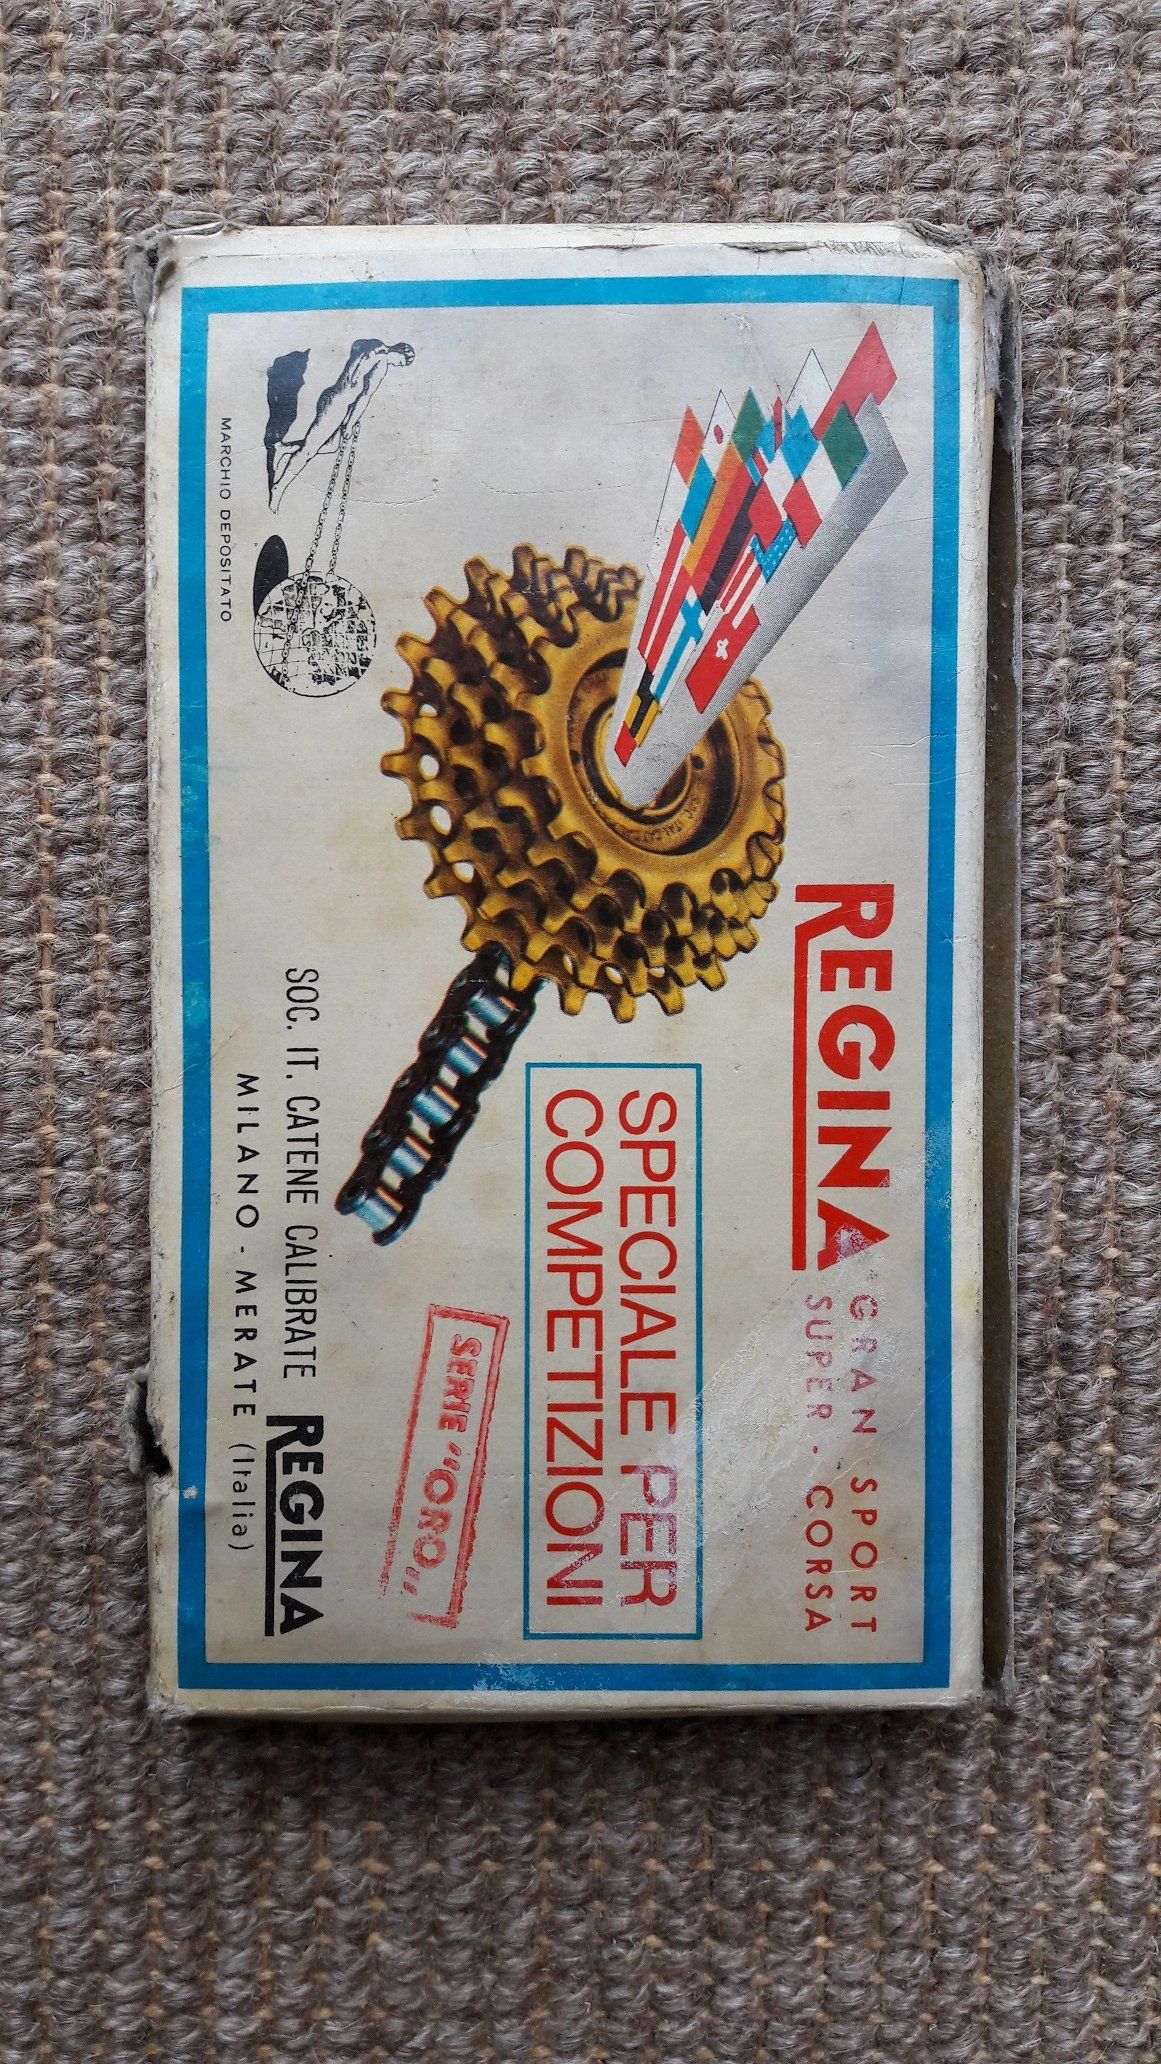 REGINA
GRAN SPORT
SUPER - CORSA
SPECIALE PER
COMPETIZIONI
SERIE "ORO"
SOC. IT. CATENE CALIBRATE REGINA
MILANO - MERATE (Italia)
MARCHIO DEPOSITATO